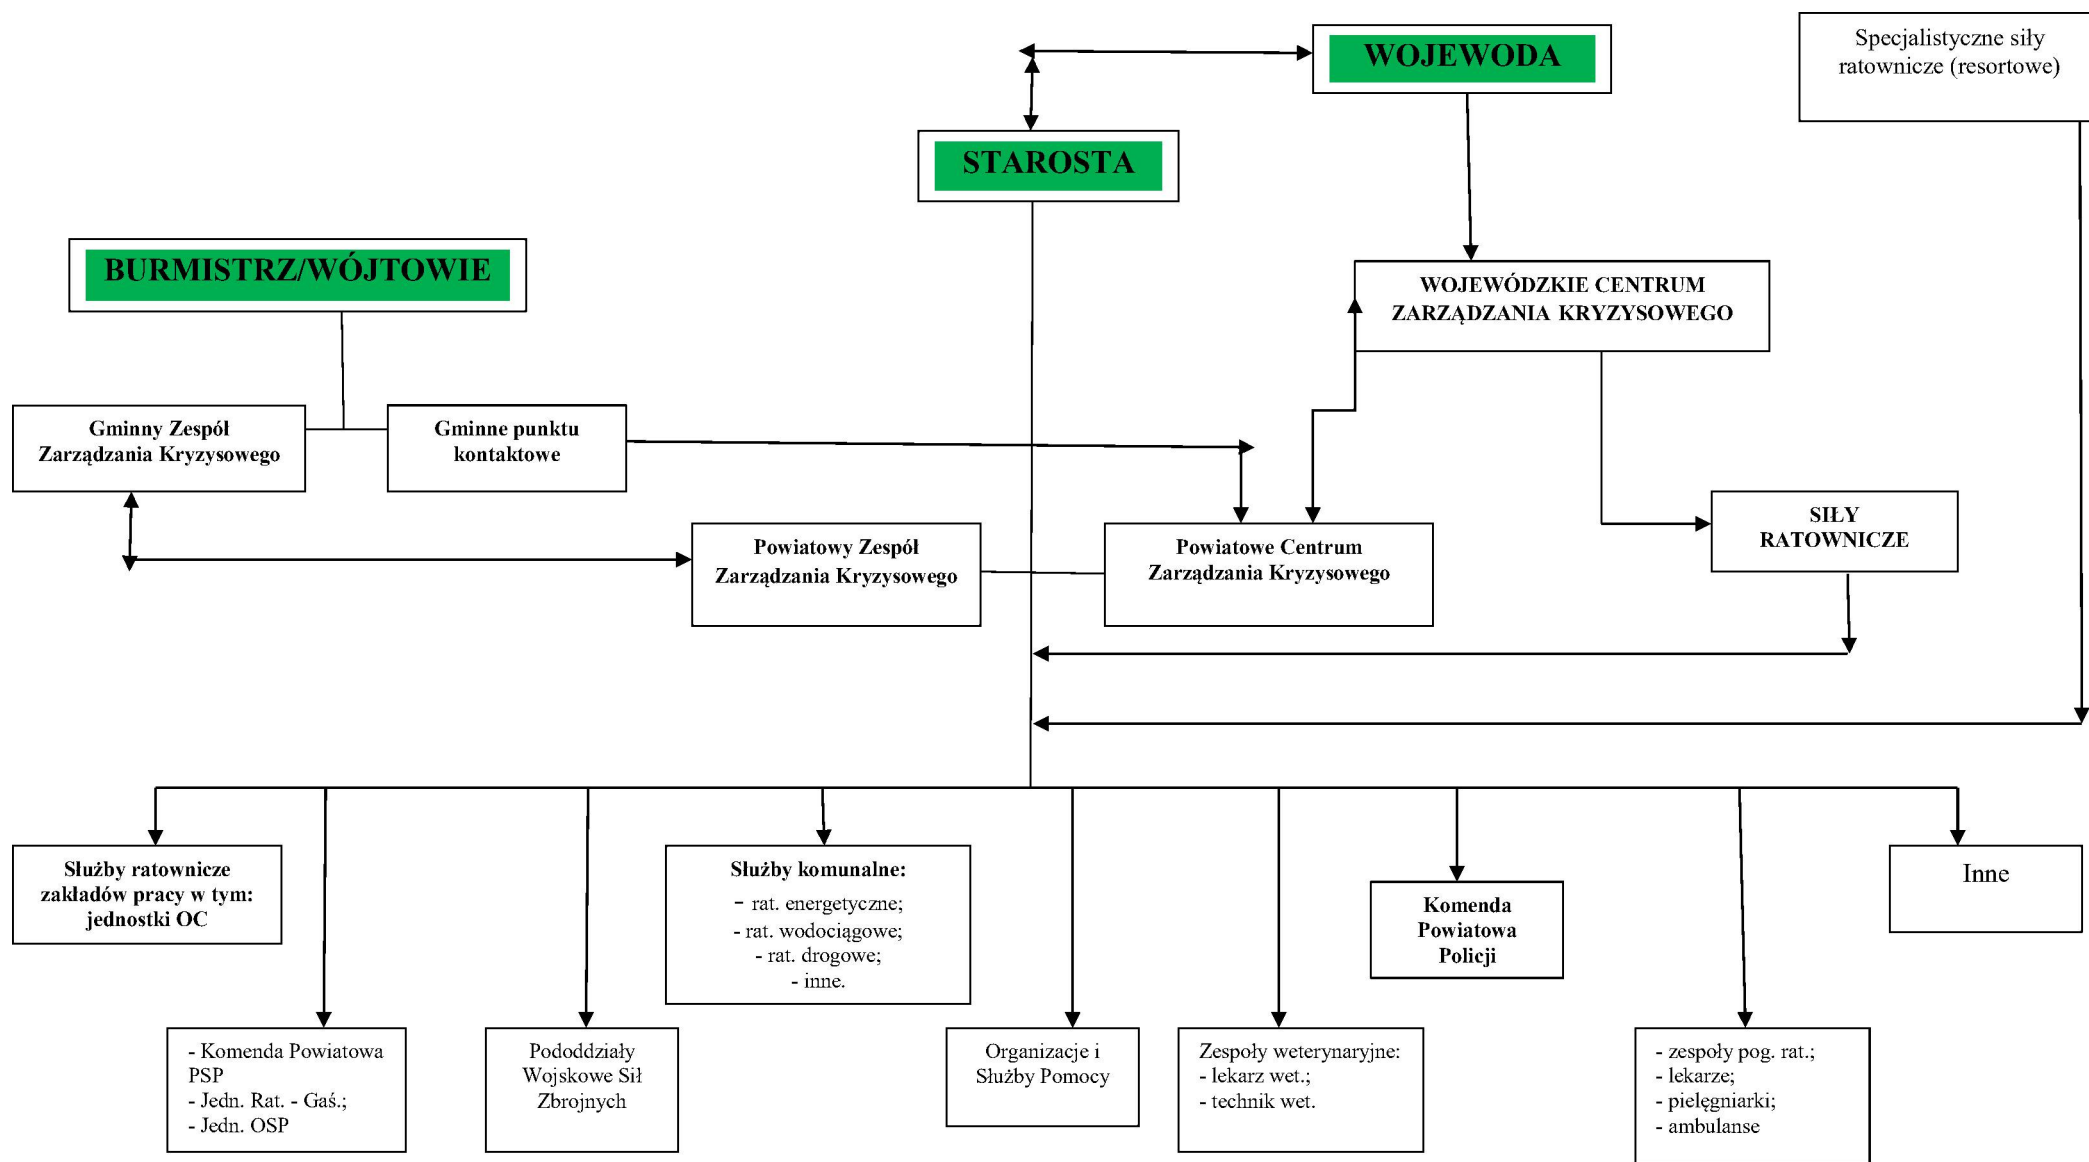 WOJEWODA
Specjalistyczne siły
ratownicze (resortowe)
STAROSTA
BURMISTRZ/WÓJTOWIE
WOJEWÓDZKIE CENTRUM
ZARZĄDZANIA KRYZYSOWEGO
Gminny Zespół
Zarządzania Kryzysowego
Gminne punktu
kontaktowe
SIŁY
RATOWNICZE
Powiatowy Zespół
Zarządzania Kryzysowego
Powiatowe Centrum
Zarządzania Kryzysowego
Służby ratownicze
zakładów pracy w tym:
jednostki OC
Służby komunalne:
- rat. energetyczne;
- rat. wodociągowe;
- rat. drogowe;
- inne.
Komenda
Powiatowa
Policji
Inne
- Komenda Powiatowa
PSP
- Jedn. Rat. - Gaś.;
- Jedn. OSP
Pododdziały
Wojskowe Sił
Zbrojnych
Organizacje i
Służby Pomocy
Zespoły weterynaryjne:
- lekarz wet.;
- technik wet.
- zespoły pog. rat.;
- lekarze;
- pielęgniarki;
- ambulanse